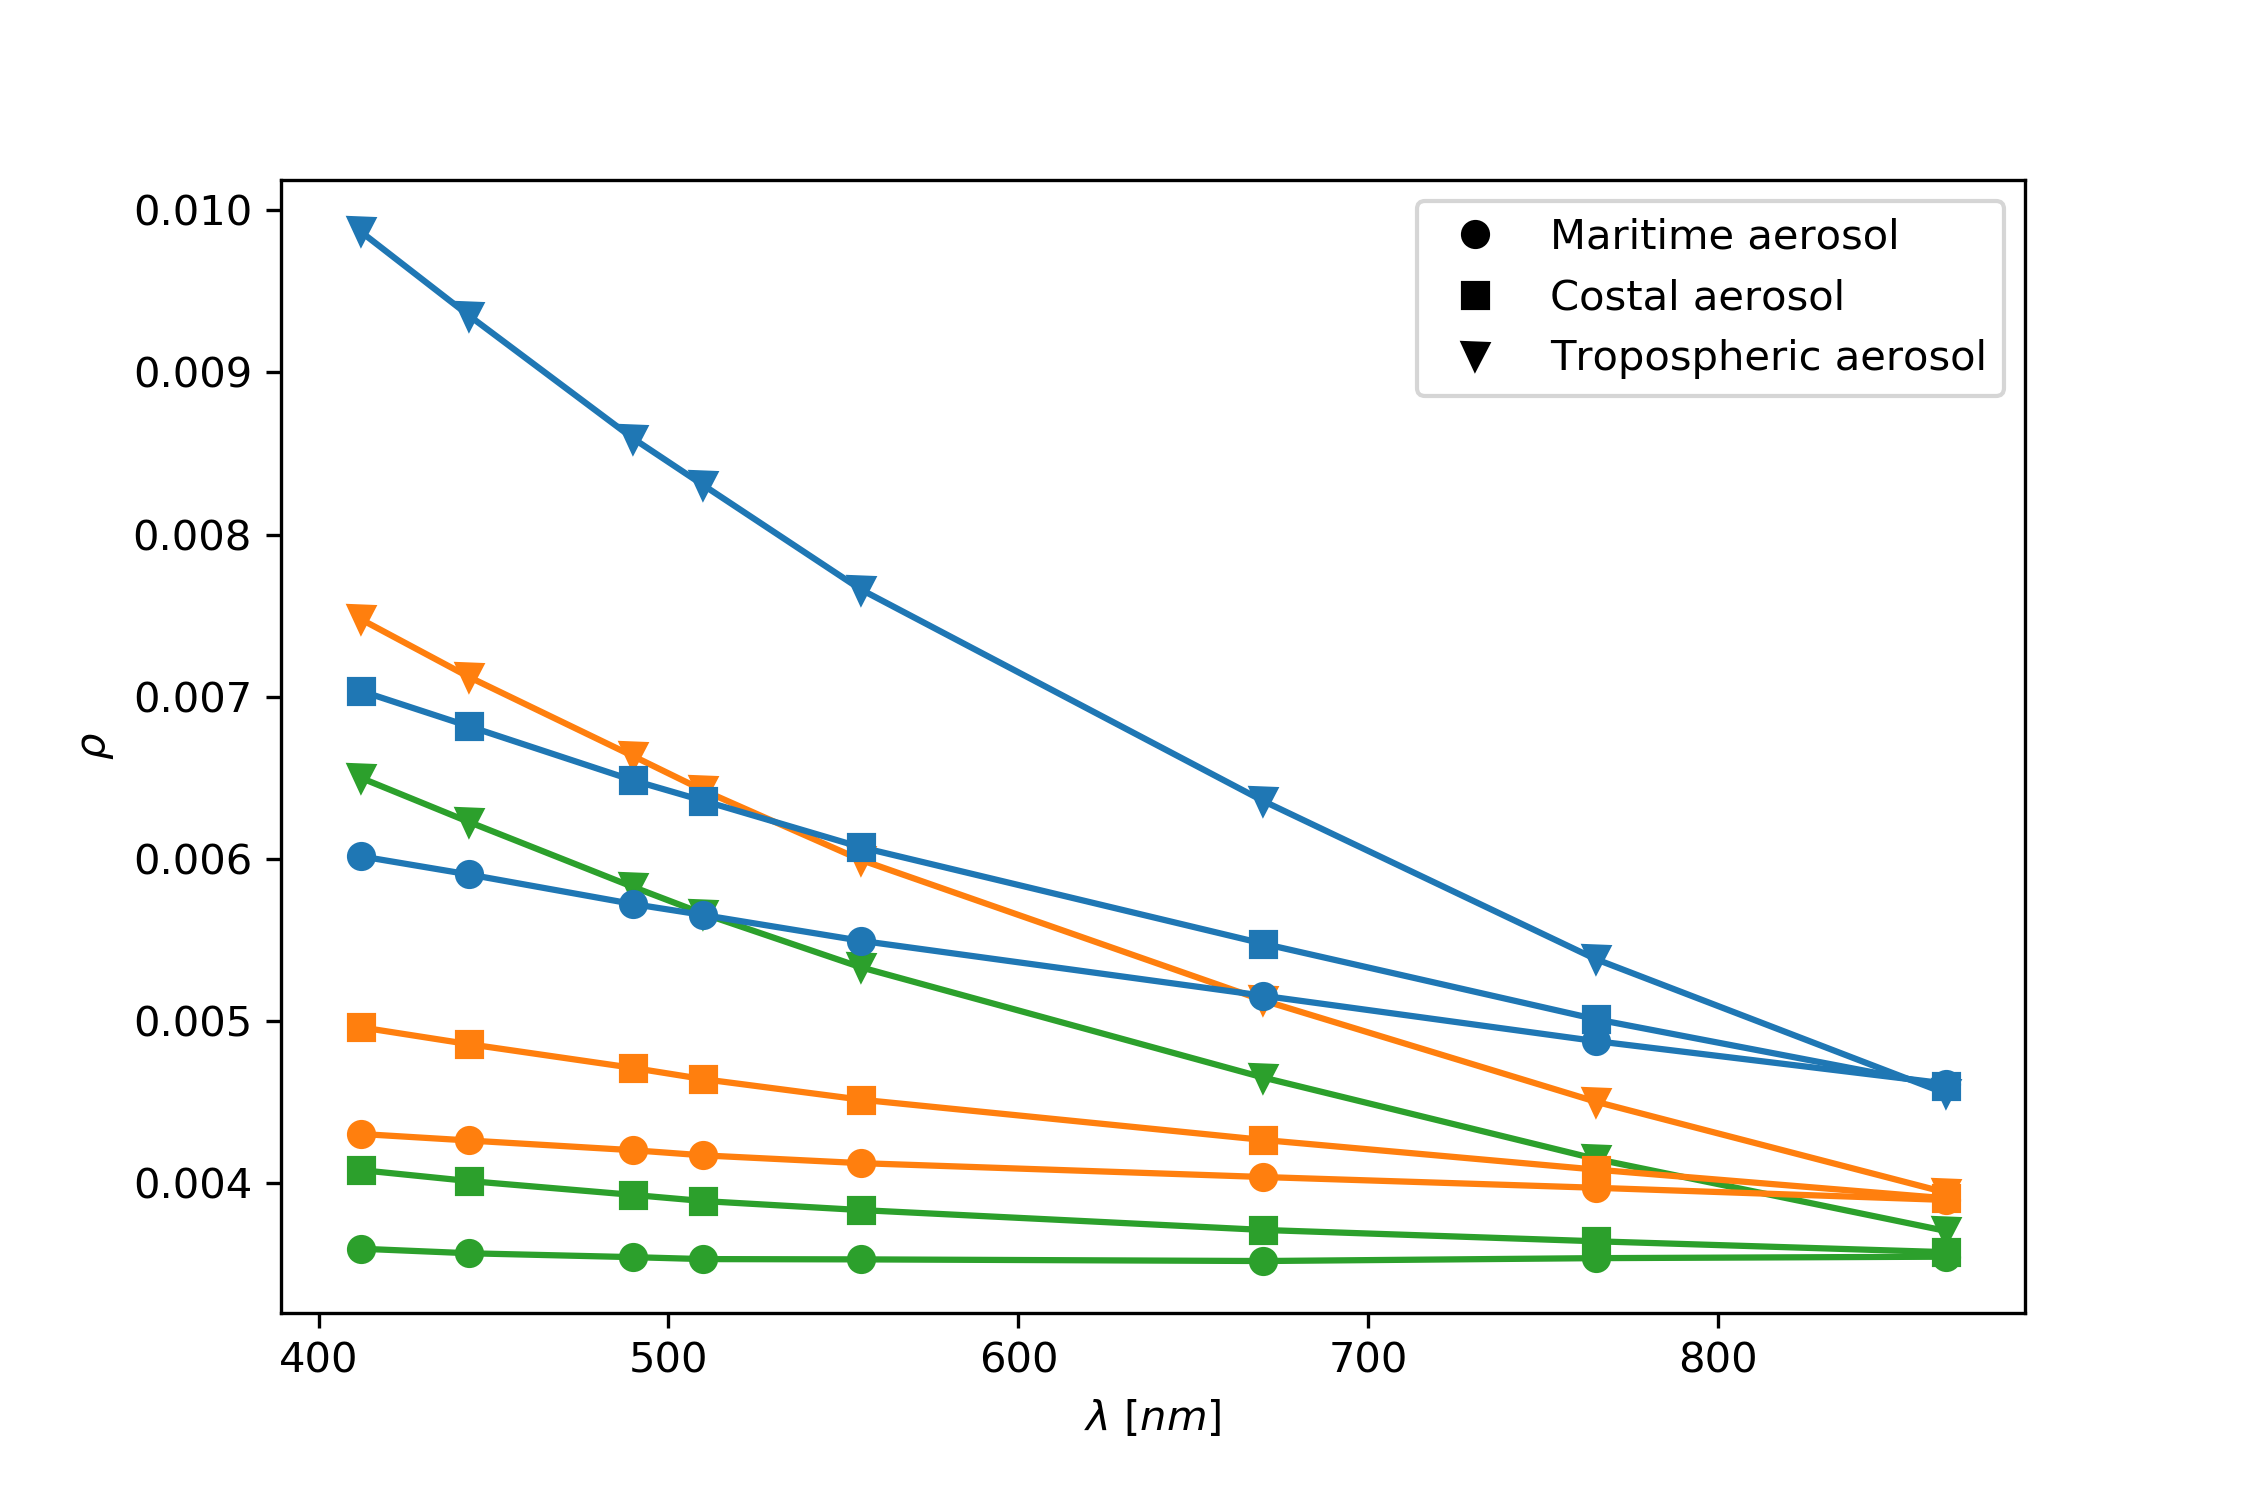 Maritime aerosol
Costal aerosol
Tropospheric aerosol
0.010
0.009
0.008
0.007
0.006
0.005
0.004
ρ
400 500 600 700 800
λ [nm]